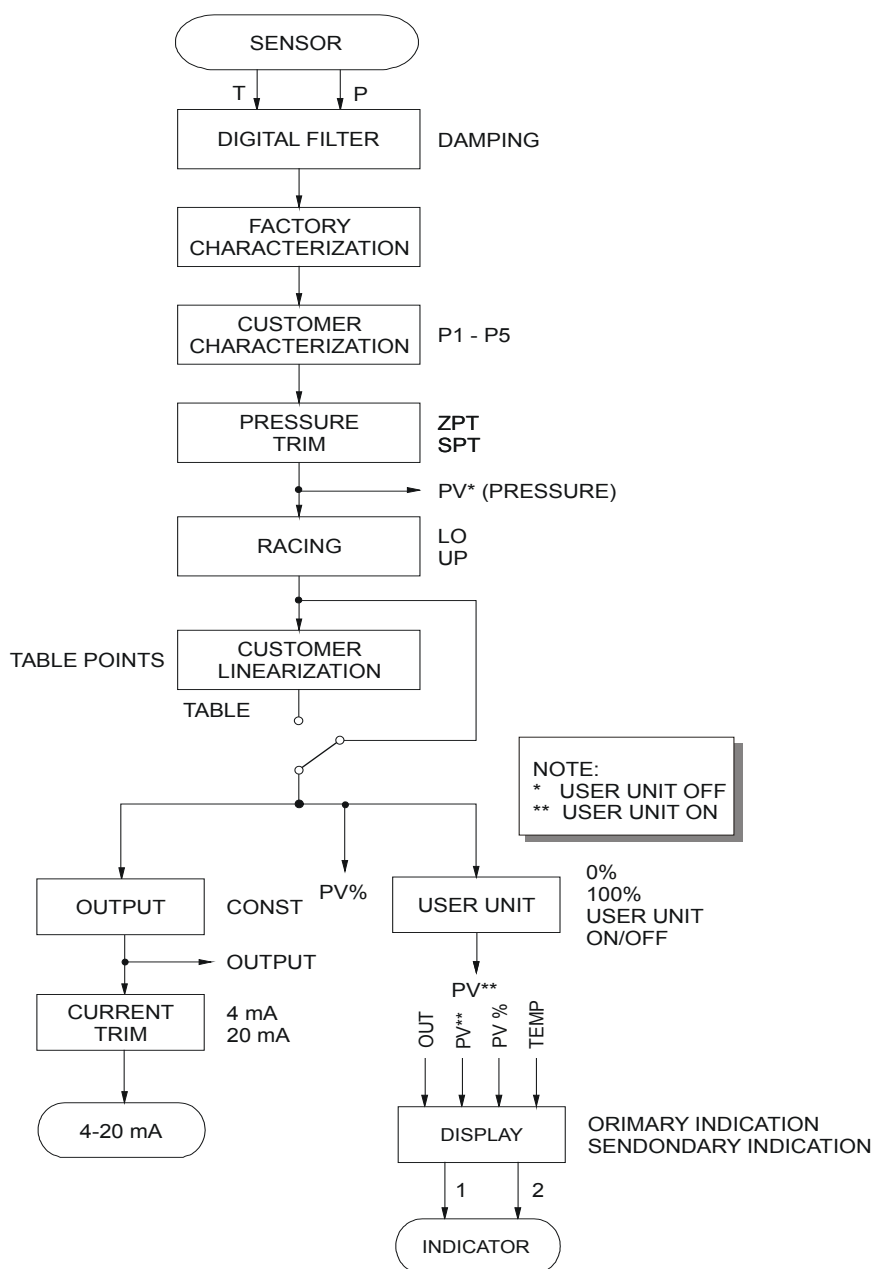 SENSOR
T
P
DIGITAL FILTER
DAMPING
FACTORY
CHARACTERIZATION
CUSTOMER
CHARACTERIZATION
P1 - P5
PRESSURE
TRIM
ZPT
SPT
PV* (PRESSURE)
RACING
LO
UP
TABLE POINTS
CUSTOMER
LINEARIZATION
TABLE
NOTE:
* USER UNIT OFF
** USER UNIT ON
OUTPUT
CONST
PV%
USER UNIT
0%
100%
USER UNIT
ON/OFF
OUTPUT
PV**
CURRENT
TRIM
4 mA
20 mA
OUT
PV**
PV %
TEMP
4-20 mA
DISPLAY
ORIMARY INDICATION
SENDONDARY INDICATION
1
2
INDICATOR